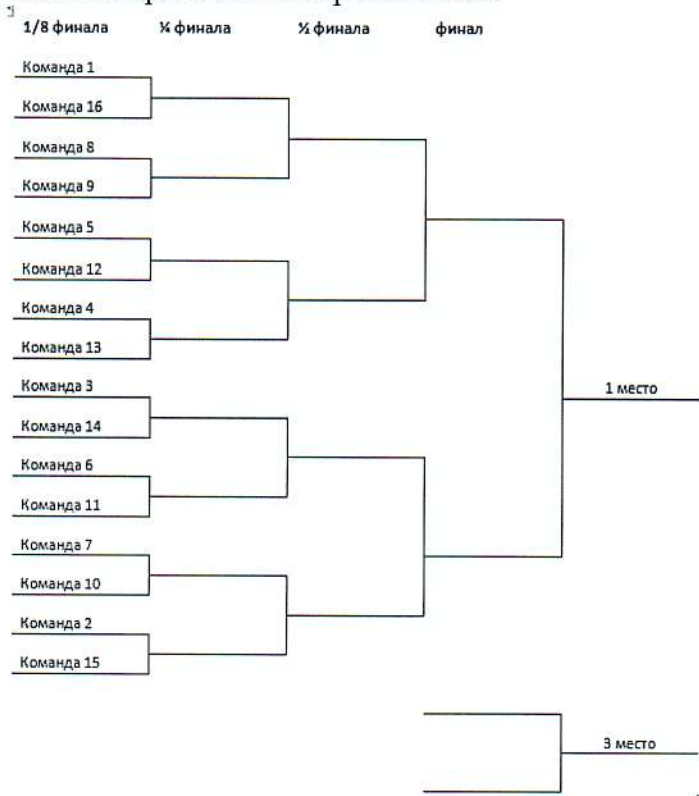 1/8 финала ¼ финала ½ финала финал
Команда 1
Команда 16
Команда 8
Команда 9
Команда 5
Команда 12
Команда 4
Команда 13
Команда 3
1 место
Команда 14
Команда 6
Команда 11
Команда 7
Команда 10
Команда 2
Команда 15
3 место